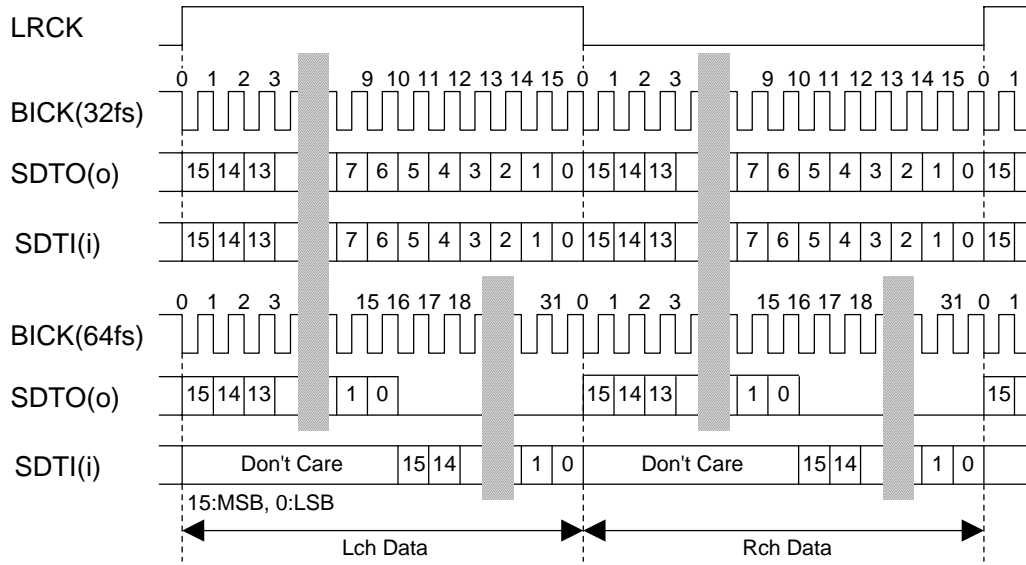 LRCK
0 1 2 3 9 10 11 12 13 14 15 0 1 2 3 9 10 11 12 13 14 15 0 1
BICK(32fs)
SDTO(o) 15 14 13 7 6 5 4 3 2 1 0 15 14 13 7 6 5 4 3 2 1 0 15
SDTI(i) 15 14 13 7 6 5 4 3 2 1 0 15 14 13 7 6 5 4 3 2 1 0 15
0 1 2 3 15 16 17 18 31 0 1 2 3 15 16 17 18 31 0 1
BICK(64fs)
SDTO(o) 15 14 13 1 0 15 14 13 1 0 15
SDTI(i) Don't Care 15 14 1 0 Don't Care 15 14 1 0
15:MSB, 0:LSB
Lch Data Rch Data